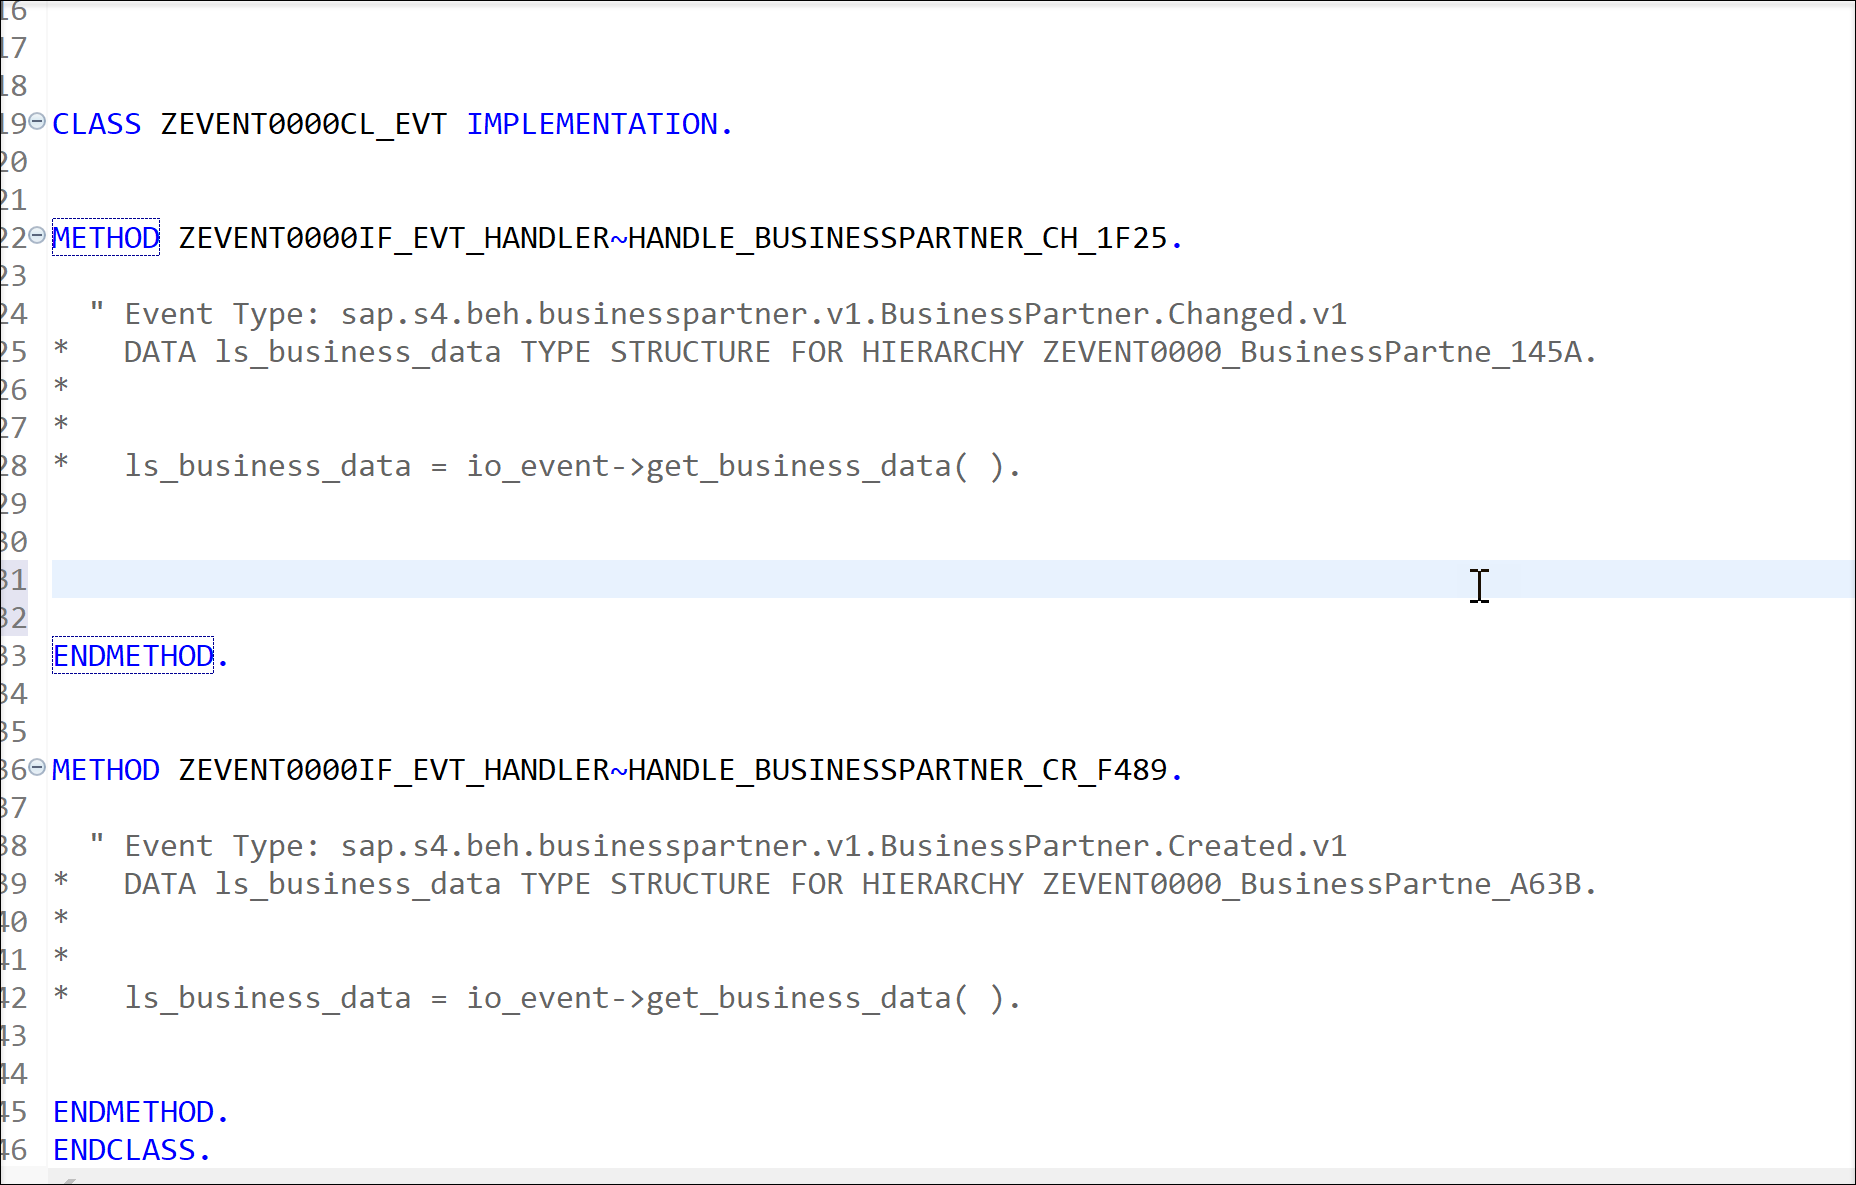 16
17
18
19 CLASS ZEVENT0000CL_EVT IMPLEMENTATION.
20
21
22 METHOD ZEVENT0000IF_EVT_HANDLER~HANDLE_BUSINESSPARTNER_CH_1F25.
23
24   " Event Type: sap.s4.beh.businesspartner.v1.BusinessPartner.Changed.v1
25 *   DATA ls_business_data TYPE STRUCTURE FOR HIERARCHY ZEVENT0000_BusinessPartne_145A.
26 *
27 *
28 *   ls_business_data = io_event->get_business_data( ).
29
30
31
32
33 ENDMETHOD.
34
35
36 METHOD ZEVENT0000IF_EVT_HANDLER~HANDLE_BUSINESSPARTNER_CR_F489.
37
38   " Event Type: sap.s4.beh.businesspartner.v1.BusinessPartner.Created.v1
39 *   DATA ls_business_data TYPE STRUCTURE FOR HIERARCHY ZEVENT0000_BusinessPartne_A63B.
40 *
41 *
42 *   ls_business_data = io_event->get_business_data( ).
43
44
45 ENDMETHOD.
46 ENDCLASS.